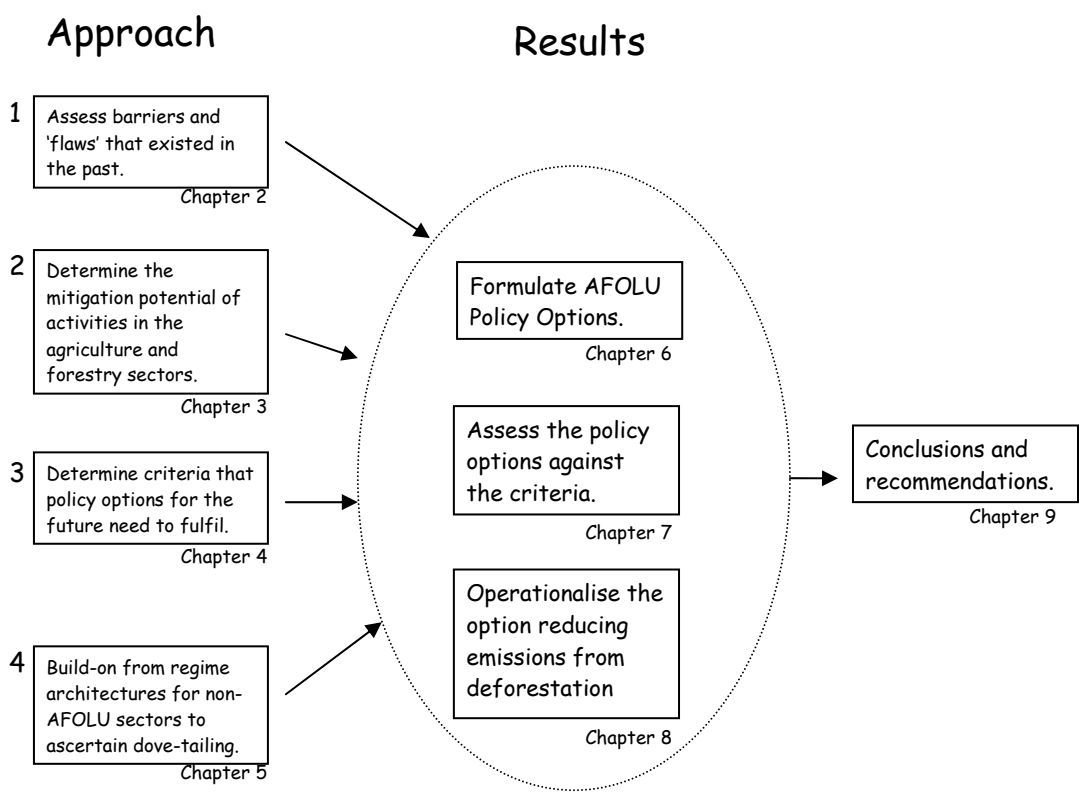 Approach
Results
1
Assess barriers and
‘flaws’ that existed in
the past.
Chapter 2
2
Determine the
mitigation potential of
activities in the
agriculture and
forestry sectors.
Chapter 3
3
Determine criteria that
policy options for the
future need to fulfil.
Chapter 4
4
Build-on from regime
architectures for non-
AFOLU sectors to
ascertain dove-tailing.
Chapter 5
Formulate AFOLU
Policy Options.
Chapter 6
Assess the policy
options against
the criteria.
Chapter 7
Operationalise the
option reducing
emissions from
deforestation
Chapter 8
Conclusions and
recommendations.
Chapter 9